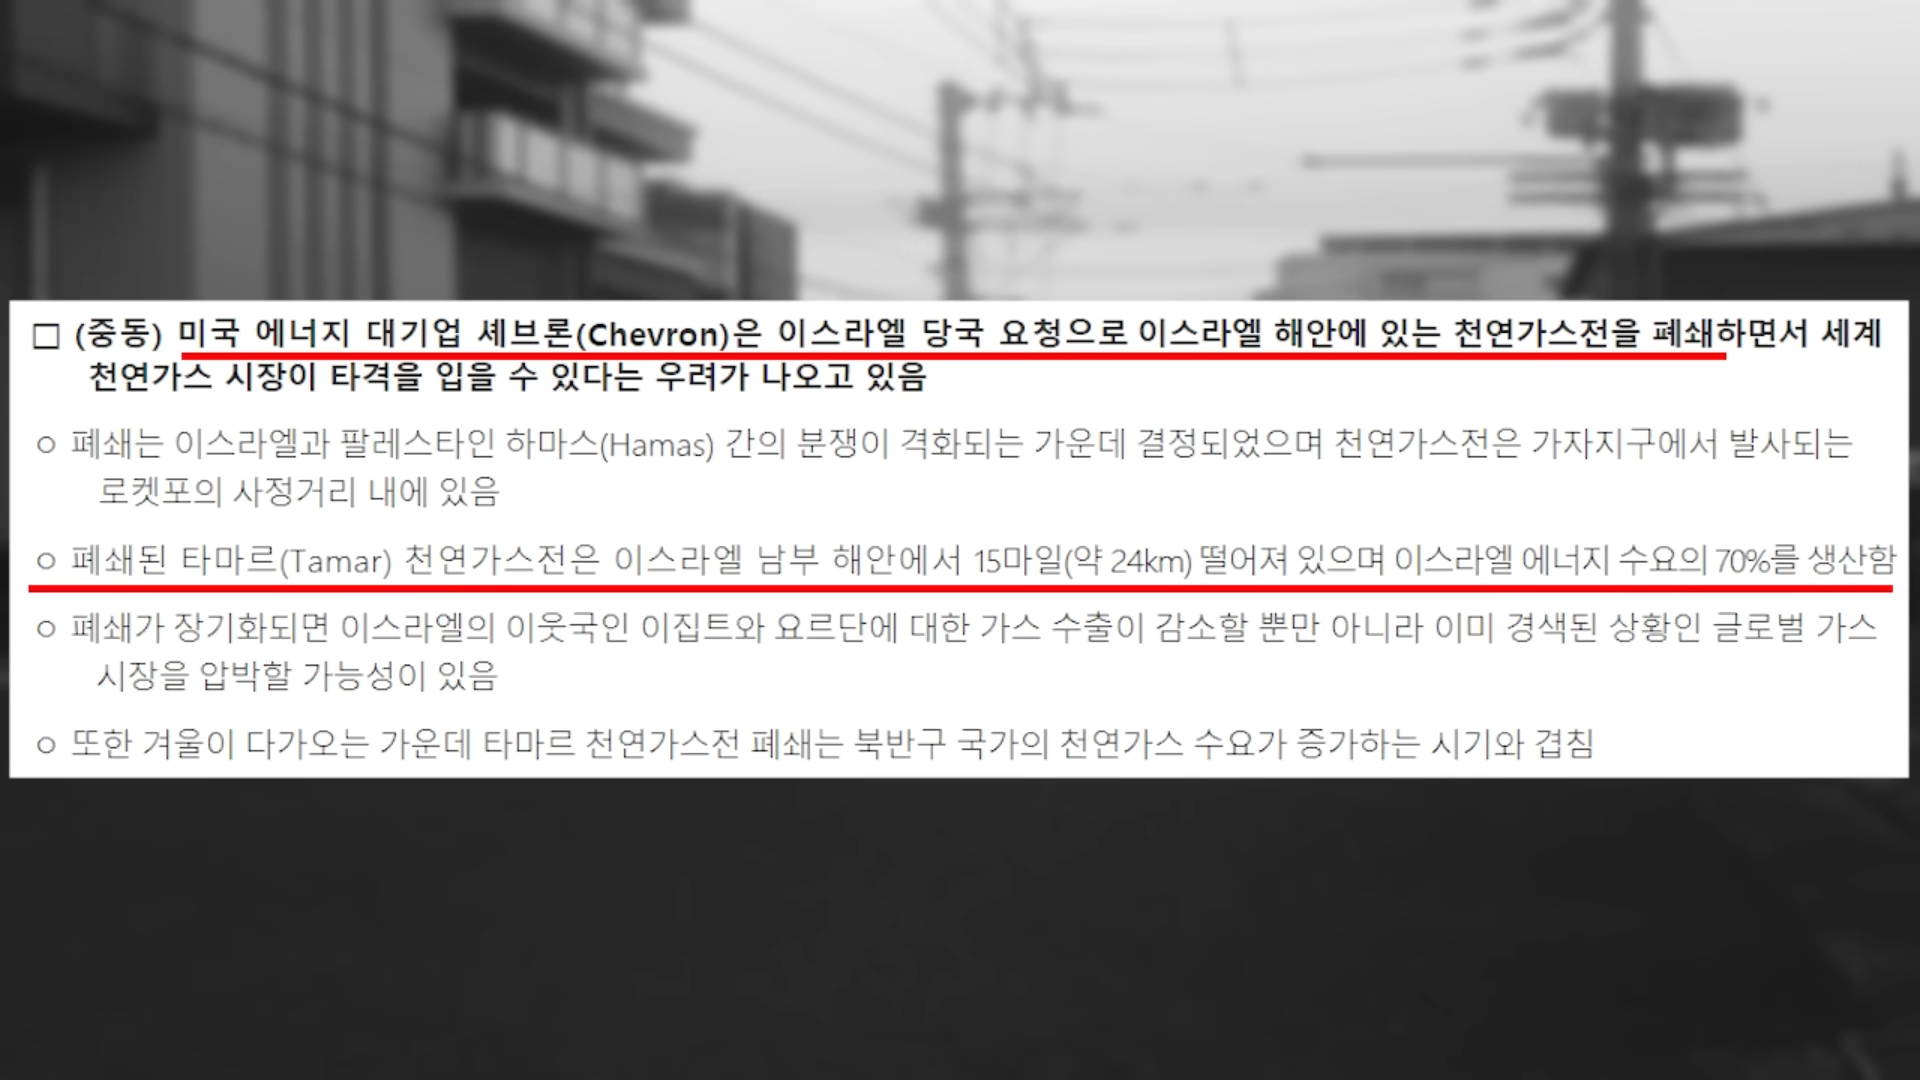 □ (중동) 미국 에너지 대기업 셰브론(Chevron)은 이스라엘 당국 요청으로 이스라엘 해안에 있는 천연가스전을 폐쇄하면서 세계
천연가스 시장이 타격을 입을 수 있다는 우려가 나오고 있음
○ 폐쇄는 이스라엘과 팔레스타인 하마스(Hamas) 간의 분쟁이 격화되는 가운데 결정되었으며 천연가스전은 가자지구에서 발사되는
로켓포의 사정거리 내에 있음
○ 폐쇄된 타마르(Tamar) 천연가스전은 이스라엘 남부 해안에서 15마일(약 24km) 떨어져 있으며 이스라엘 에너지 수요의 70%를 생산함
○ 폐쇄가 장기화되면 이스라엘의 이웃국인 이집트와 요르단에 대한 가스 수출이 감소할 뿐만 아니라 이미 경색된 상황인 글로벌 가스
시장을 압박할 가능성이 있음
○ 또한 겨울이 다가오는 가운데 타마르 천연가스전 폐쇄는 북반구 국가의 천연가스 수요가 증가하는 시기와 겹침